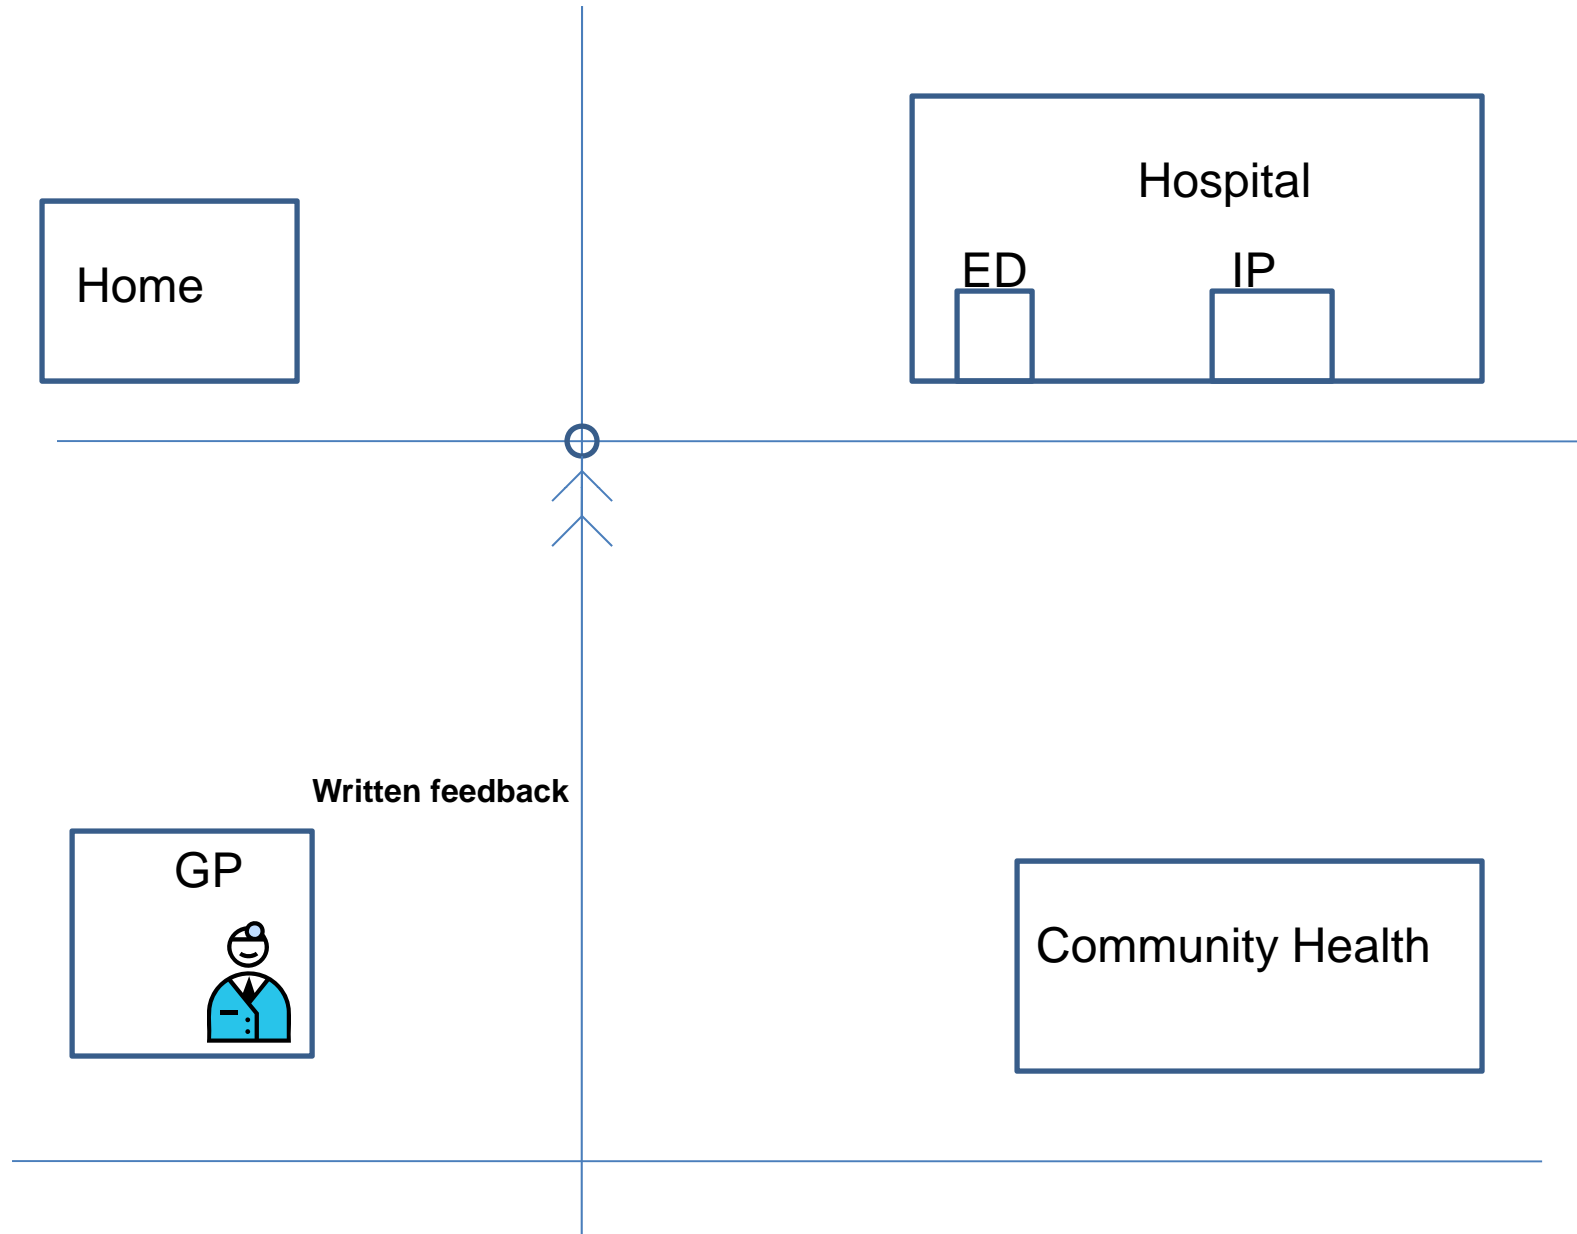 Hospital
ED
IP
Home
Written feedback
GP
Community Health